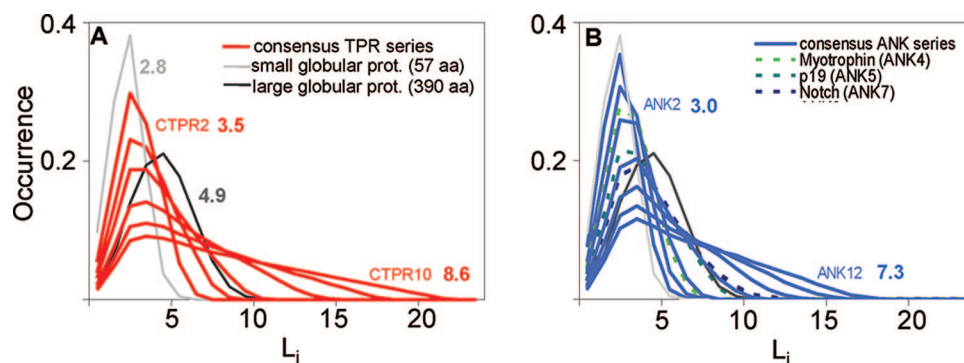 0.4
A
consensus TPR series
small globular prot. (57 aa)
large globular prot. (390 aa)
2.8
CTPR2 3.5
0.2
Occurrence
4.9
CTPR10 8.6
5 10 15 20
Li
0.4
B
consensus ANK series
Myotrophin (ANK4)
p19 (ANK5)
Notch (ANK7)
ANK2 3.0
0.2
ANK12 7.3
5 10 15 20
Li